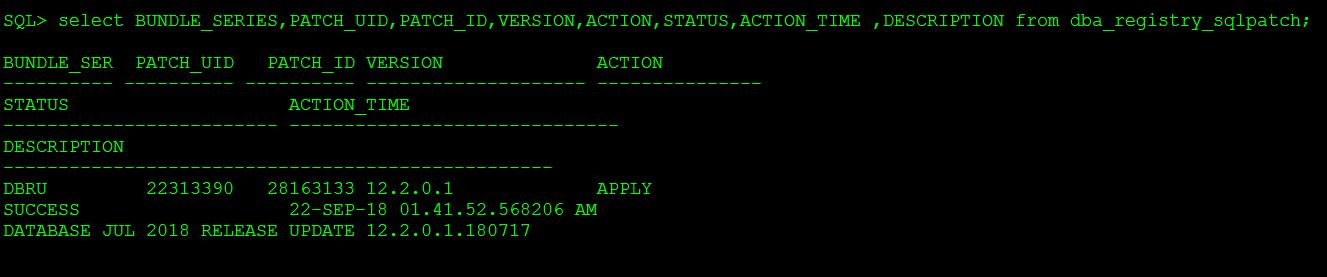 SQL> select BUNDLE_SERIES,PATCH_UID,PATCH_ID,VERSION,ACTION,STATUS,ACTION_TIME ,DESCRIPTION from dba_registry_sqlpatch;
BUNDLE_SER  PATCH_UID   PATCH_ID VERSION              ACTION
---------- ---------- ---------- -------------------- ---------------
STATUS                    ACTION_TIME
------------------------- ------------------------------
DESCRIPTION
--------------------------------------------------
DBRU         22313390   28163133 12.2.0.1             APPLY
SUCCESS                   22-SEP-18 01.41.52.568206 AM
DATABASE JUL 2018 RELEASE UPDATE 12.2.0.1.180717